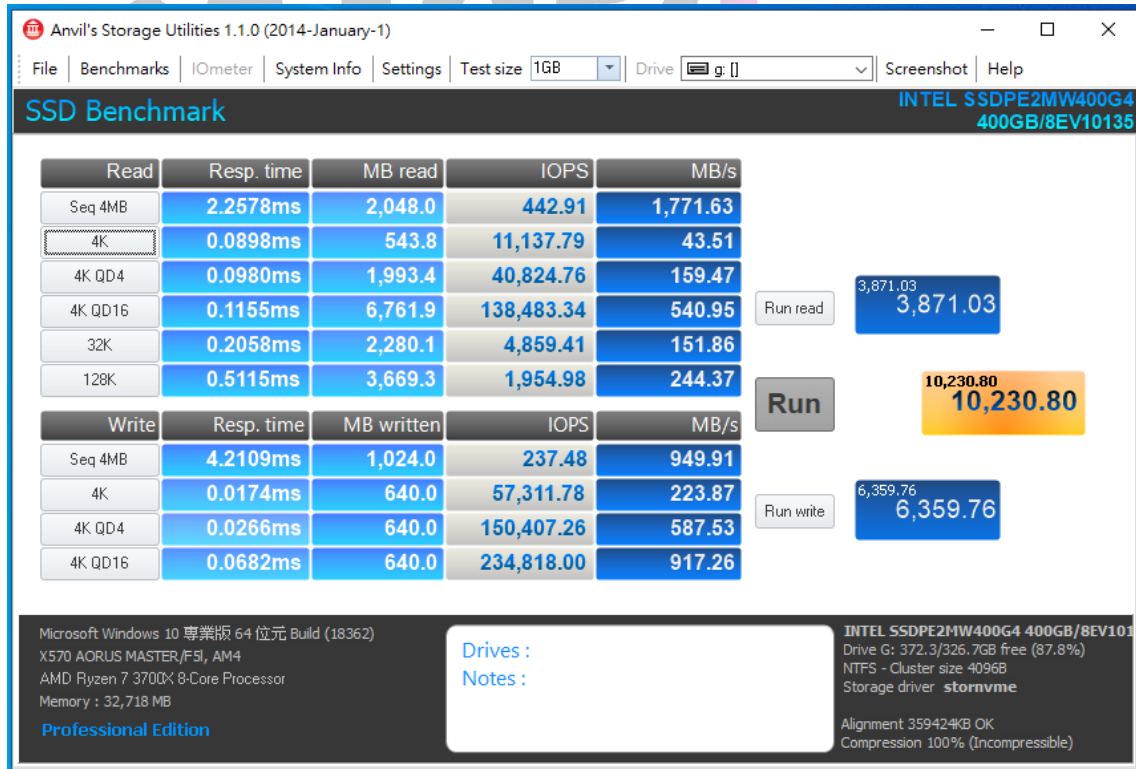 Anvil's Storage Utilities 1.1.0 (2014-January-1)
File Benchmarks IOmeter System Info Settings Test size 1GB Drive g: [] Screenshot Help
SSD Benchmark
INTEL SSDPE2MW400G4
400GB/8EV10135
Read Resp. time MB read IOPS MB/s
Seq 4MB 2.2578ms 2,048.0 442.91 1,771.63
4K 0.0898ms 543.8 11,137.79 43.51
4K QD4 0.0980ms 1,993.4 40,824.76 159.47
4K QD16 0.1155ms 6,761.9 138,483.34 540.95
32K 0.2058ms 2,280.1 4,859.41 151.86
128K 0.5115ms 3,669.3 1,954.98 244.37
Run read
3,871.03
3,871.03
Run
10,230.80
10,230.80
Write Resp. time MB written IOPS MB/s
Seq 4MB 4.2109ms 1,024.0 237.48 949.91
4K 0.0174ms 640.0 57,311.78 223.87
4K QD4 0.0266ms 640.0 150,407.26 587.53
4K QD16 0.0682ms 640.0 234,818.00 917.26
Run write
6,359.76
6,359.76
Microsoft Windows 10 專業版 64 位元 Build (18362)
X570 AORUS MASTER/F5l, AM4
AMD Ryzen 7 3700X 8-Core Processor
Memory : 32,718 MB
Professional Edition
Drives :
Notes :
INTEL SSDPE2MW400G4 400GB/8EV101
Drive G: 372.3/326.7GB free (87.8%)
NTFS - Cluster size 4096B
Storage driver stornvme
Alignment 359424KB OK
Compression 100% (Incompressible)